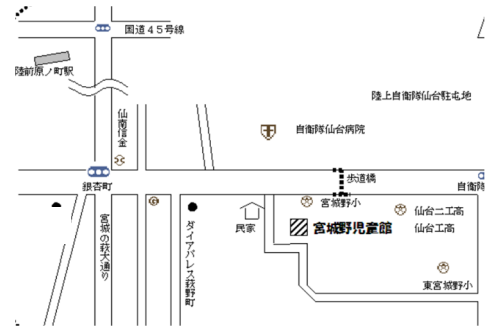 国道45号線
陸前原ノ町駅
陸上自衛隊仙台駐屯地
仙南信金
自衛隊仙台病院
歩道橋
銀杏町
自衛隊
宮城野小
仙台二工高
宮城の萩大通り
ダイアパレス萩野町
民家
宮城野児童館
仙台工高
東宮城野小